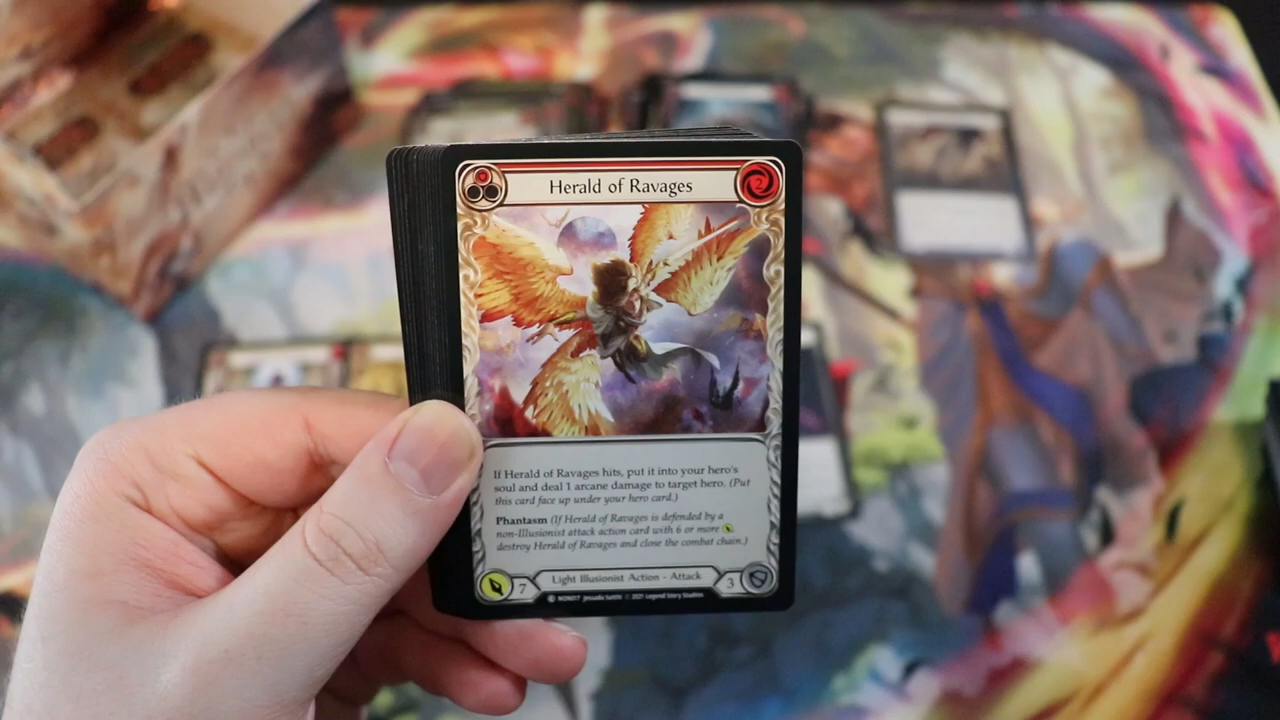 Herald of Ravages
2
If Herald of Ravages hits, put it into your hero's
soul and deal 1 arcane damage to target hero. (Put
this card face up under your hero card.)
Phantasm (If Herald of Ravages is defended by a
non-Illusionist attack action card with 6 or more
destroy Herald of Ravages and close the combat chain.)
7 Light Illusionist Action - Attack 3
© 2021 Legend Story Studios